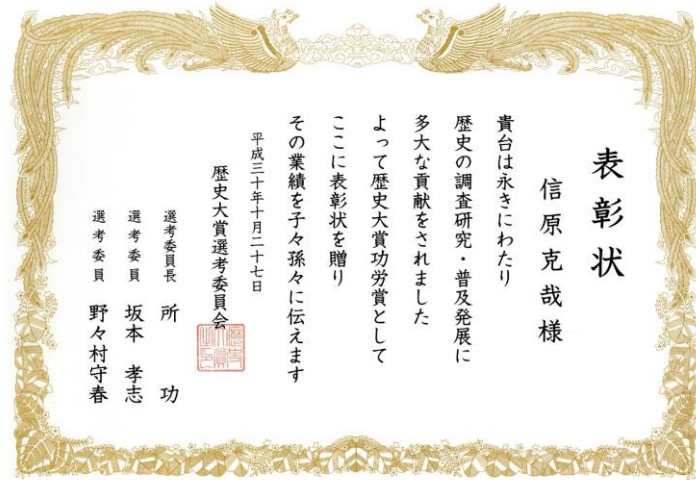 表彰状
信原克哉様
貴台は永きにわたり
歴史の調査研究・普及発展に
多大な貢献をされました
よって歴史大賞功労賞として
ここに表彰状を贈り
その業績を子々孫々に伝えます
平成三十年十月二十七日
歴史大賞選考委員会
選考委員長 所 功
選考委員 坂本 孝志
選考委員 野々村守春